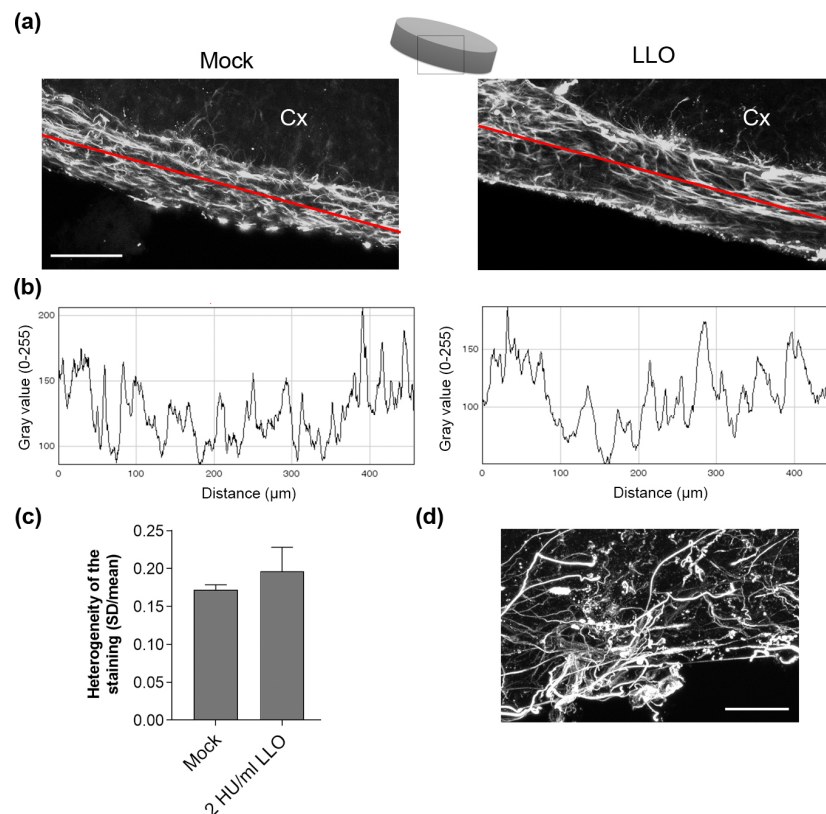 (a)
Mock
LLO
Cx
Cx
(b)
Gray value (0-255)
200
150
100
0
100
200
300
400
Distance (µm)
Gray value (0-255)
150
100
0
100
200
300
400
Distance (µm)
(c)
Heterogeneity of the
staining (SD/mean)
0.25
0.20
0.15
0.10
0.05
0.00
Mock
2 HU/ml LLO
(d)